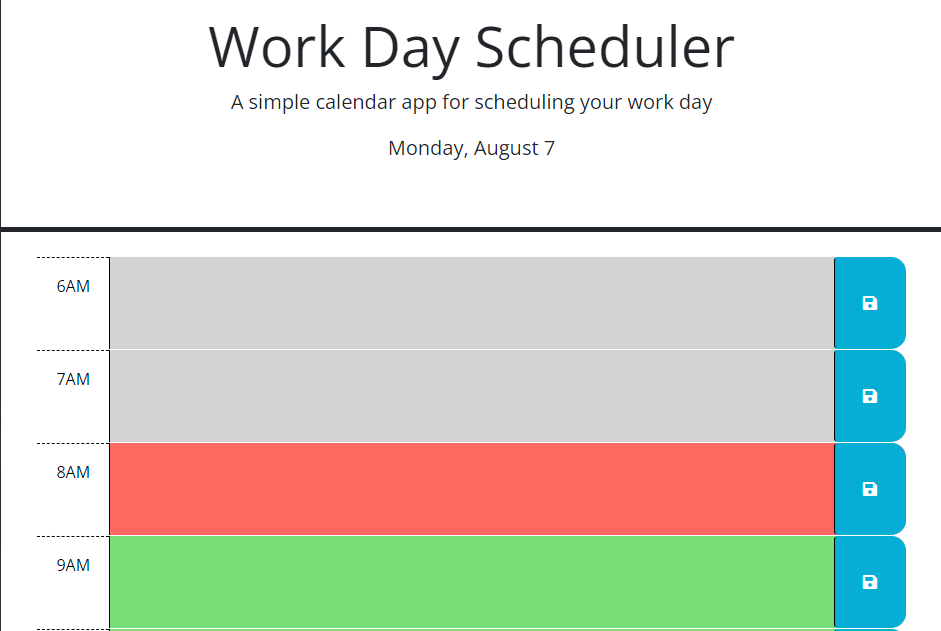 Work Day Scheduler
A simple calendar app for scheduling your work day
Monday, August 7
6AM
7AM
8AM
9AM